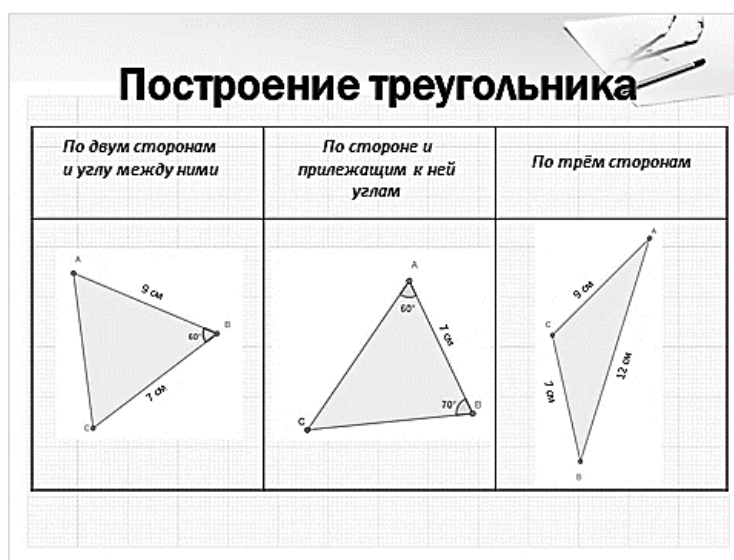 Построение треугольника
По двум сторонам
и углу между ними
По стороне и
прилежащим к ней
углам
По трём сторонам
A
9 см
B
60°
7 см
C
A
60°
7 см
70°
B
C
A
9 см
C
12 см
7 см
B